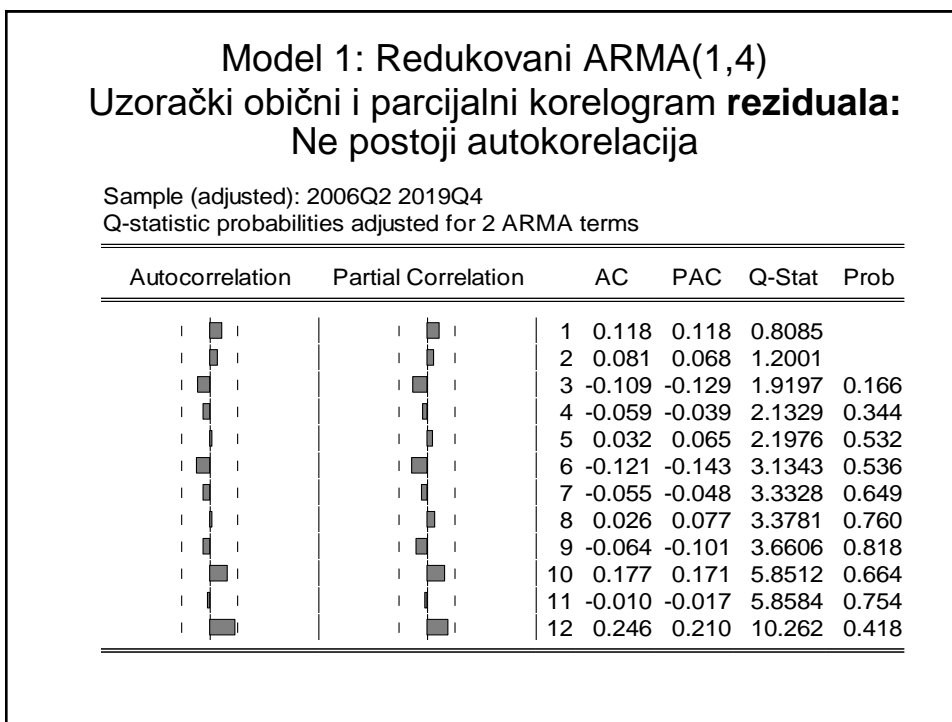 Model 1: Redukovani ARMA(1,4)
Uzorački obični i parcijalni korelogram reziduala:
Ne postoji autokorelacija
Sample (adjusted): 2006Q2 2019Q4
Q-statistic probabilities adjusted for 2 ARMA terms
Autocorrelation Partial Correlation AC PAC Q-Stat Prob
1 0.118 0.118 0.8085
2 0.081 0.068 1.2001
3 -0.109 -0.129 1.9197 0.166
4 -0.059 -0.039 2.1329 0.344
5 0.032 0.065 2.1976 0.532
6 -0.121 -0.143 3.1343 0.536
7 -0.055 -0.048 3.3328 0.649
8 0.026 0.077 3.3781 0.760
9 -0.064 -0.101 3.6606 0.818
10 0.177 0.171 5.8512 0.664
11 -0.010 -0.017 5.8584 0.754
12 0.246 0.210 10.262 0.418